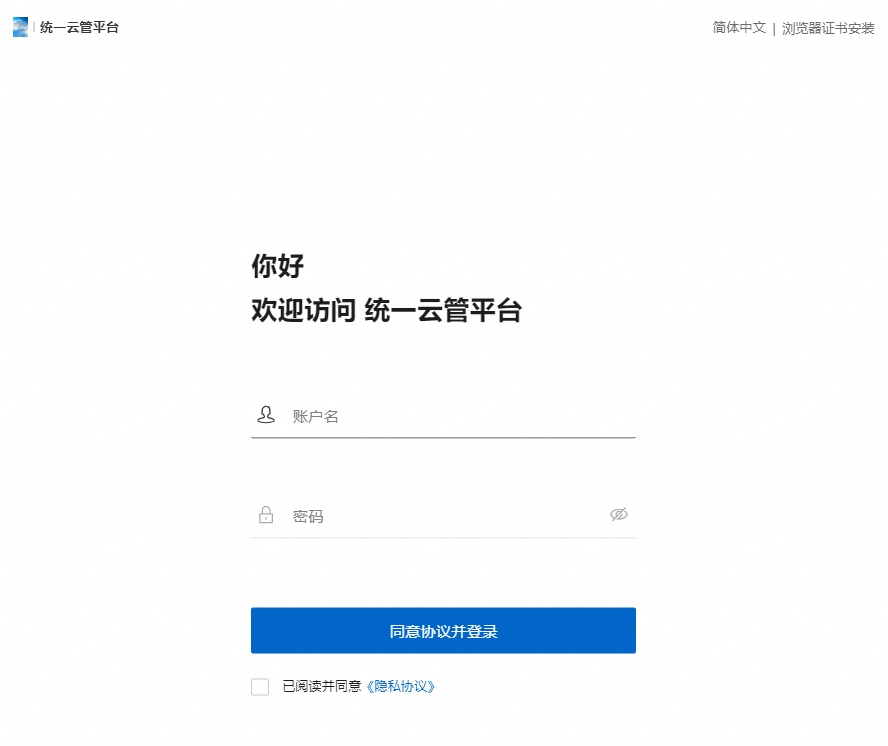 统一云管平台
简体中文 | 浏览器证书安装
你好
欢迎访问 统一云管平台
账户名
密码
同意协议并登录
已阅读并同意《隐私协议》